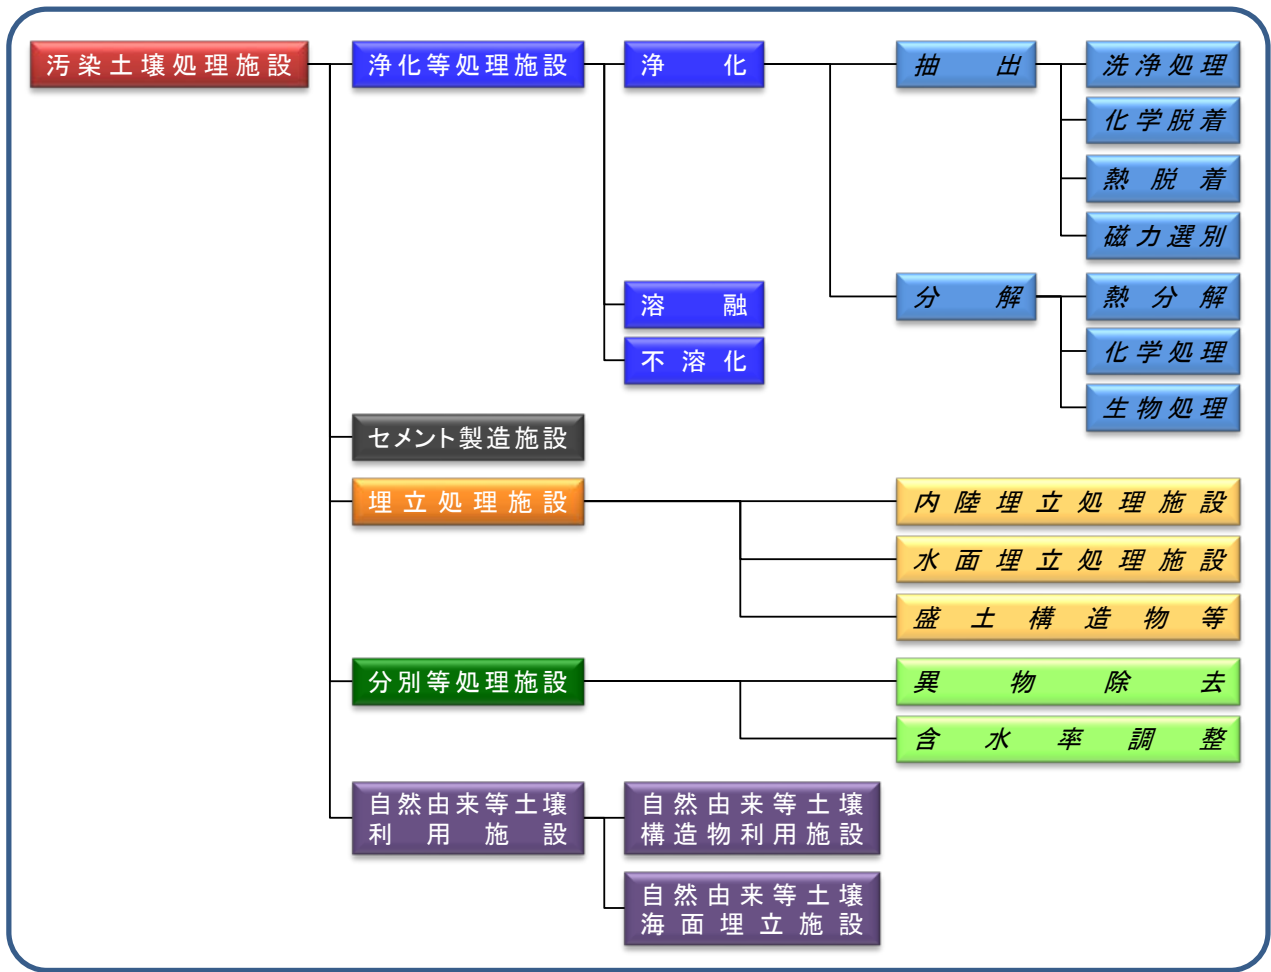 汚染土壌処理施設
浄化等処理施設
浄化
抽出
洗浄処理
化学脱着
熱脱着
磁力選別
分解
熱分解
化学処理
生物処理
溶融
不溶化
セメント製造施設
埋立処理施設
内陸埋立処理施設
水面埋立処理施設
盛土構造物等
分別等処理施設
異物除去
含水率調整
自然由来等土壌
利用施設
自然由来等土壌
構造物利用施設
自然由来等土壌
海面埋立施設